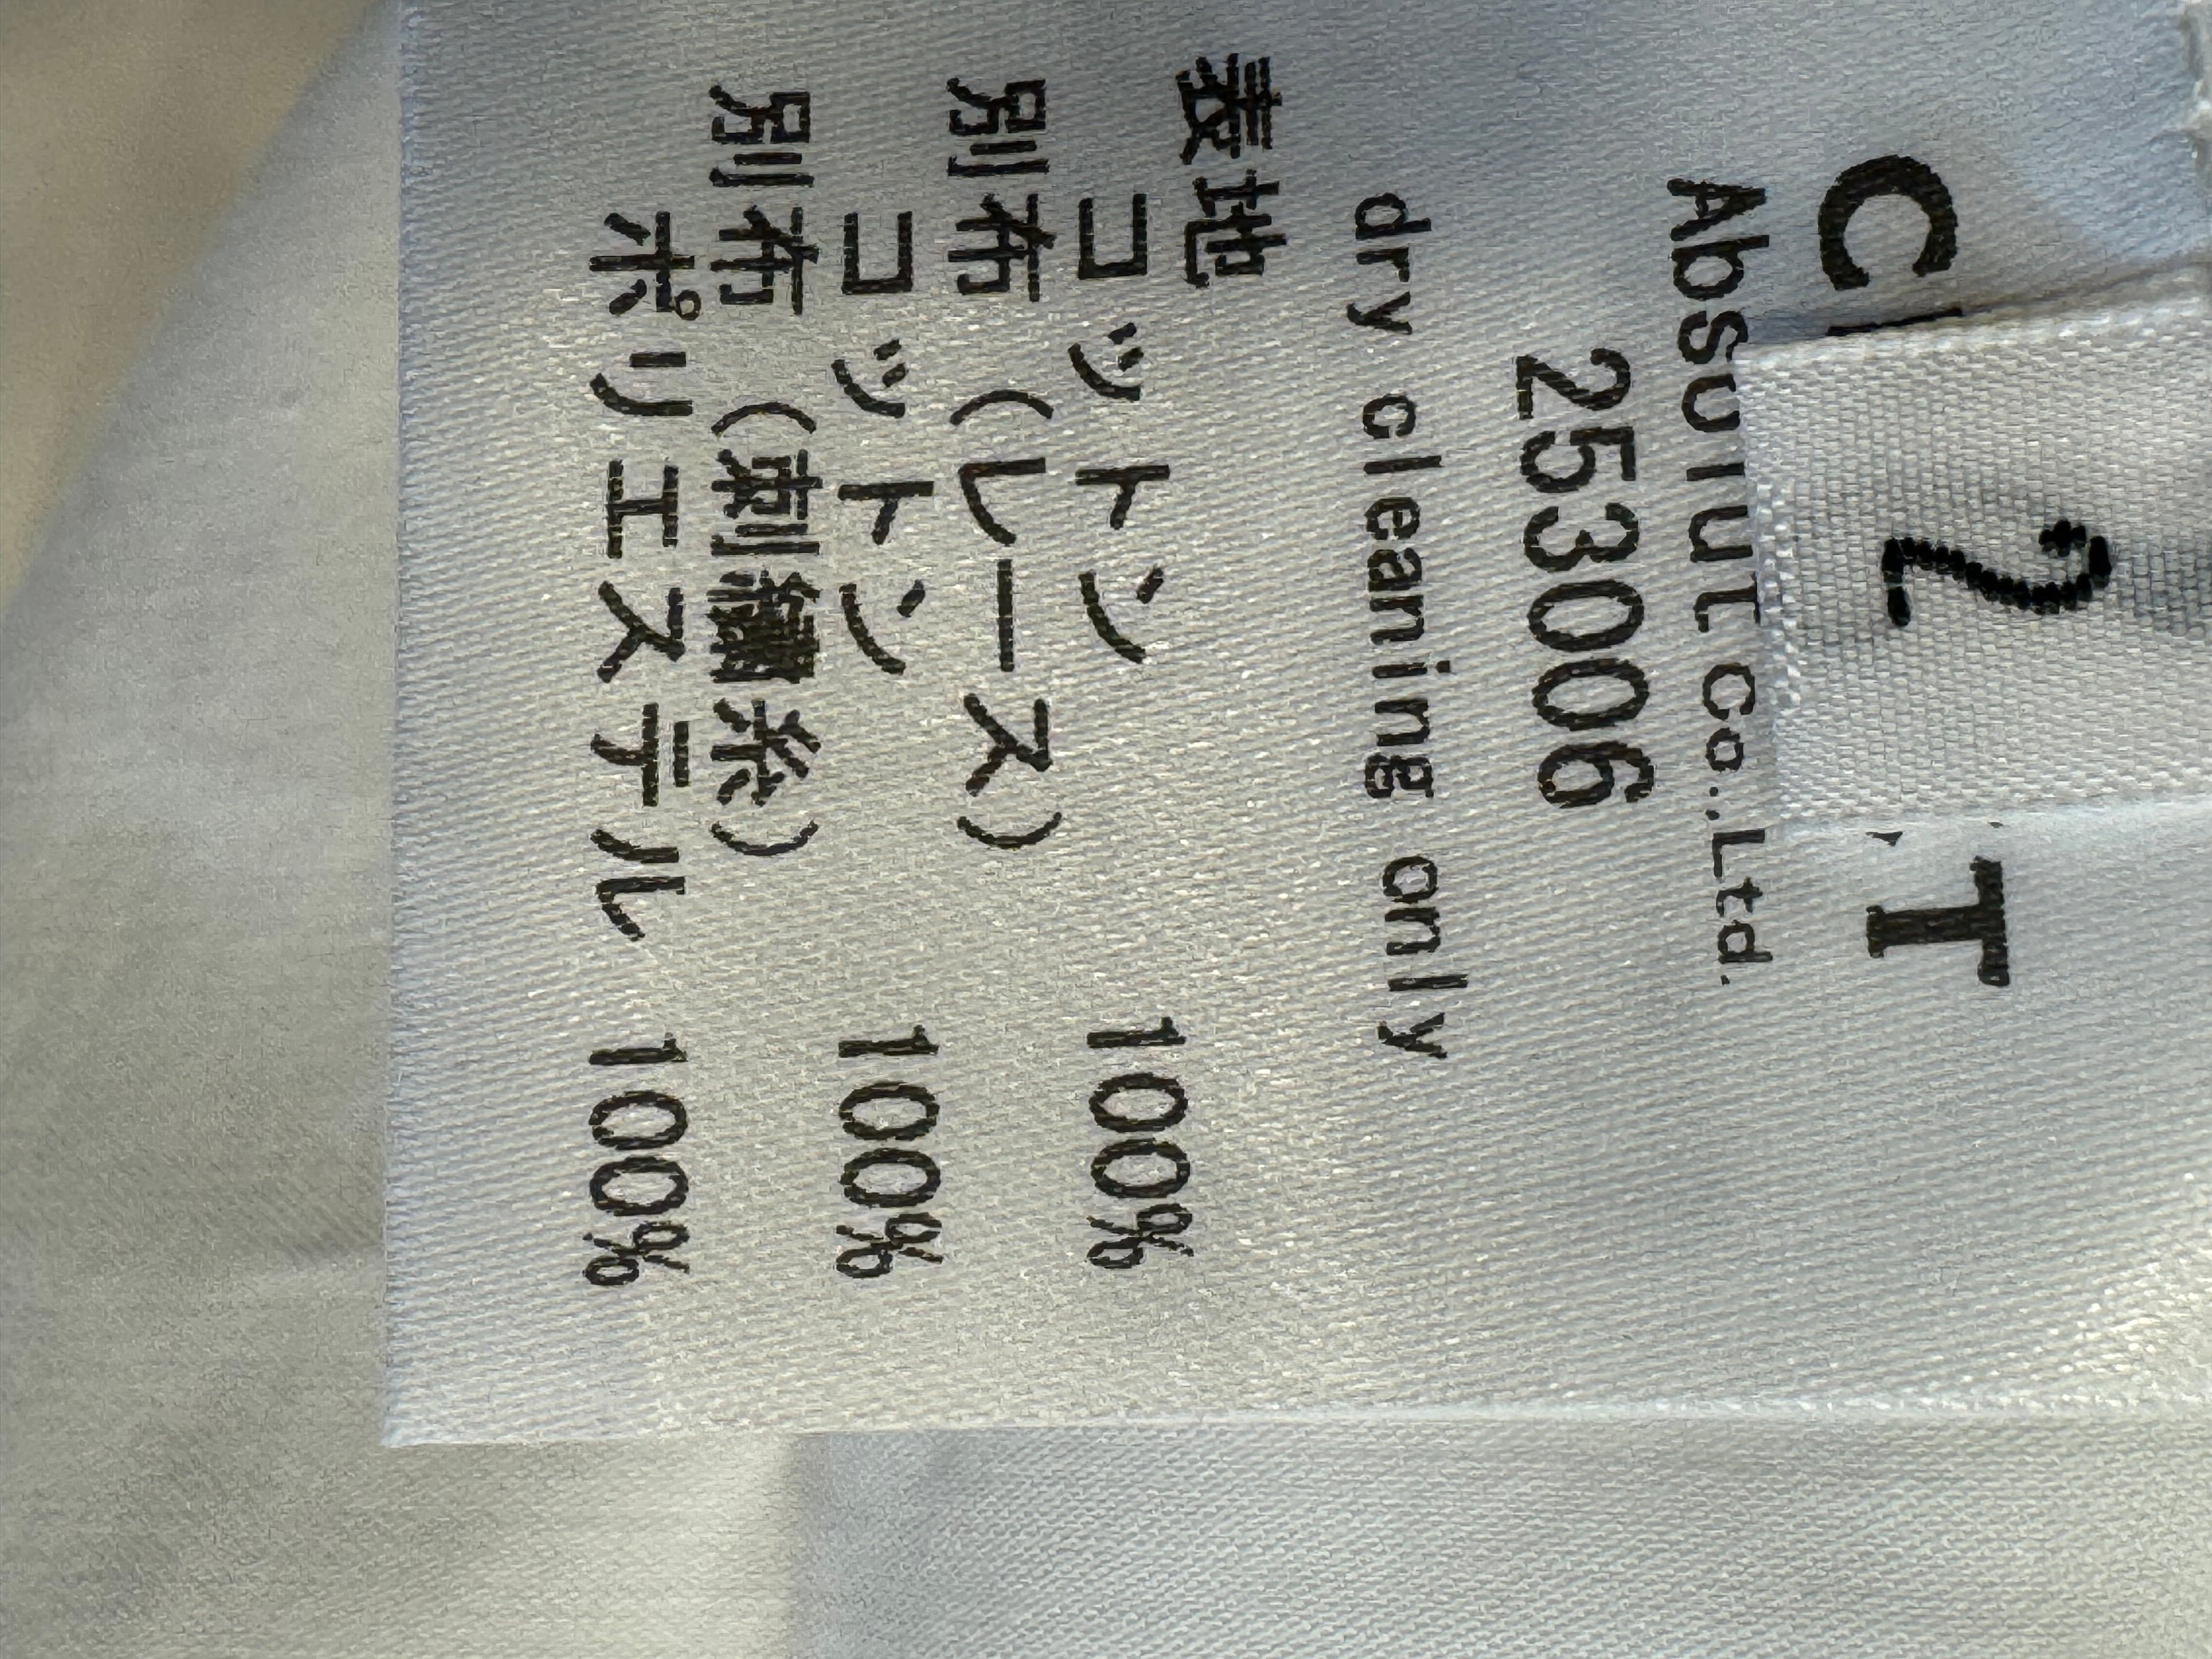 2
Absolut Co.,Ltd.
253006
dry cleaning only
表地
コットン 100%
別布(レース)
コットン 100%
別布(刺繍糸)
ポリエステル 100%